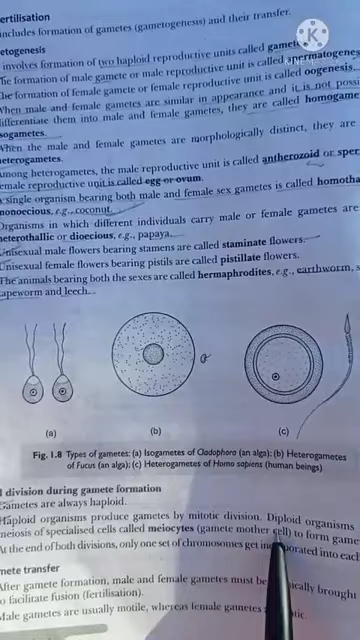 ertilisation
includes formation of gametes (gametogenesis) and their transfer.
etogenesis
involves formation of two haploid reproductive units called
he formation of male gamete or male reproductive unit is called
The formation of female gamete or female reproductive unit is called oogenesis.
When male and female gametes are similar in appearance and it is not possi
differentiate them into male and female gametes, they are called homogame
sogametes.
When the male and female gametes are morphologically distinct, they are
eterogametes.
Among heterogametes, the male reproductive unit is called antherozoid or sper
emale reproductive unit is called egg or ovum.
a single organism bearing both male and female sex gametes is called homotha
monoecious, e.g., coconut.
Organisms in which different individuals carry male or female gametes are
eterothallic or dioecious, e.g., papaya.
Unisexual male flowers bearing stamens are called staminate flowers.
Unisexual female flowers bearing pistils are called pistillate flowers.
The animals bearing both the sexes are called hermaphrodites, e.g., earthworm, s
apeworm and leech.
(a) (b) (c)
Fig. 1.8 Types of gametes: (a) Isogametes of Cladophora (an alga); (b) Heterogametes
of Fucus (an alga); (c) Heterogametes of Homo sapiens (human beings)
l division during gamete formation
Gametes are always haploid.
Haploid organisms produce gametes by mitotic division. Diploid organisms
meiosis of specialised cells called meiocytes (gamete mother cell) to form game
At the end of both divisions, only one set of chromosomes get in orporated into each
mete transfer
After gamete formation, male and female gametes must be ically brought
o facilitate fusion (fertilisation).
Male gametes are usually motile, whereas female gametes